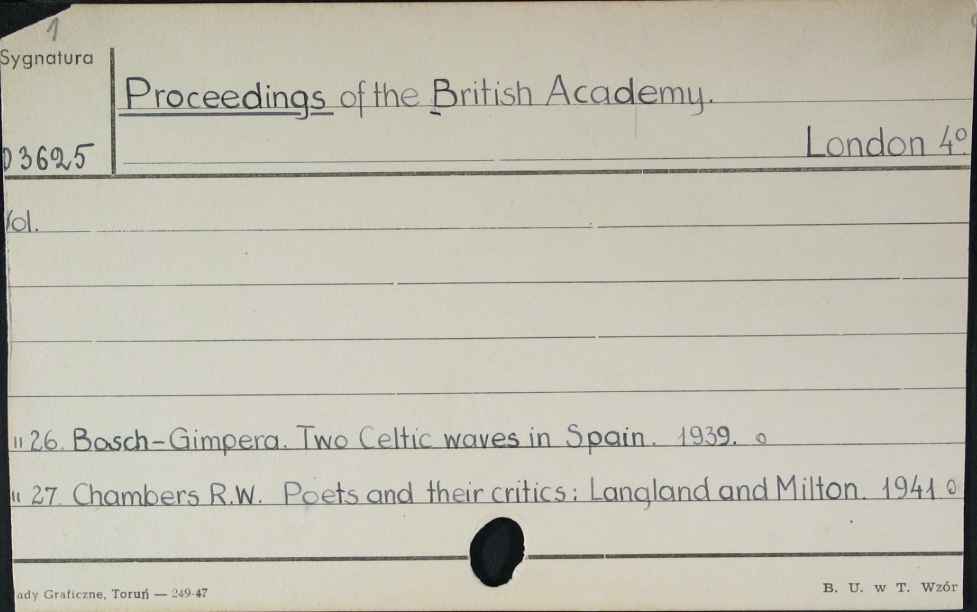 1
Sygnatura
Proceedings of the British Academy.
03625
London 4°
Vol.
" 26. Bosch-Gimpera. Two Celtic waves in Spain. 1939. o
" 27. Chambers R.W. Poets and their critics: Langland and Milton. 1941 o
ady Graficzne, Toruń — 249-47
B. U. w T. Wzór